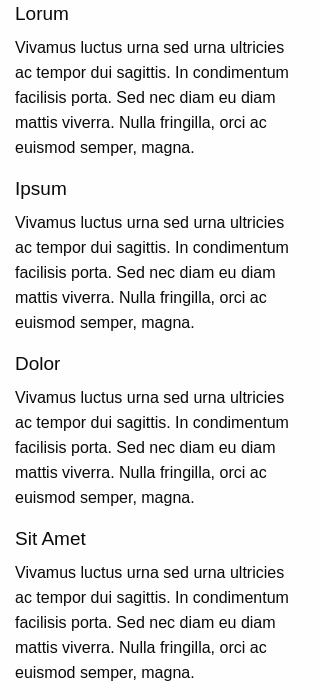 Lorum
Vivamus luctus urna sed urna ultricies
ac tempor dui sagittis. In condimentum
facilisis porta. Sed nec diam eu diam
mattis viverra. Nulla fringilla, orci ac
euismod semper, magna.
Ipsum
Vivamus luctus urna sed urna ultricies
ac tempor dui sagittis. In condimentum
facilisis porta. Sed nec diam eu diam
mattis viverra. Nulla fringilla, orci ac
euismod semper, magna.
Dolor
Vivamus luctus urna sed urna ultricies
ac tempor dui sagittis. In condimentum
facilisis porta. Sed nec diam eu diam
mattis viverra. Nulla fringilla, orci ac
euismod semper, magna.
Sit Amet
Vivamus luctus urna sed urna ultricies
ac tempor dui sagittis. In condimentum
facilisis porta. Sed nec diam eu diam
mattis viverra. Nulla fringilla, orci ac
euismod semper, magna.